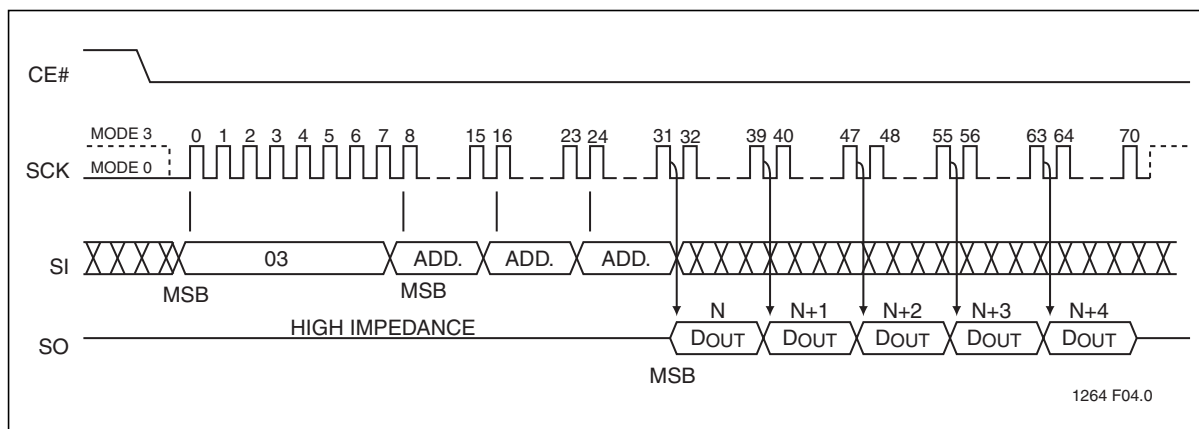 CE#
MODE 3
0 1 2 3 4 5 6 7 8 15 16 23 24 31 32 39 40 47 48 55 56 63 64 70
SCK
MODE 0
SI
03 ADD. ADD. ADD.
MSB MSB
N N+1 N+2 N+3 N+4
HIGH IMPEDANCE
SO
DOUT DOUT DOUT DOUT DOUT
MSB
1264 F04.0